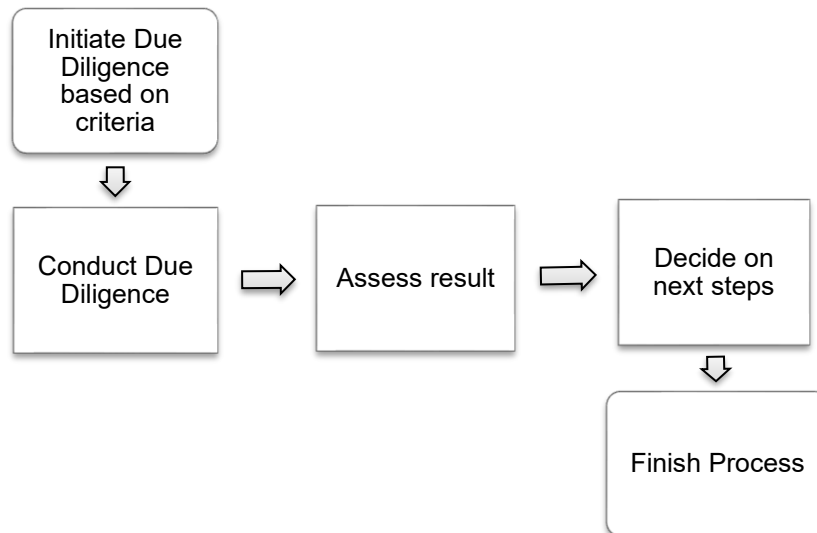 Initiate Due
Diligence
based on
criteria
Conduct Due
Diligence
Assess result
Decide on
next steps
Finish Process